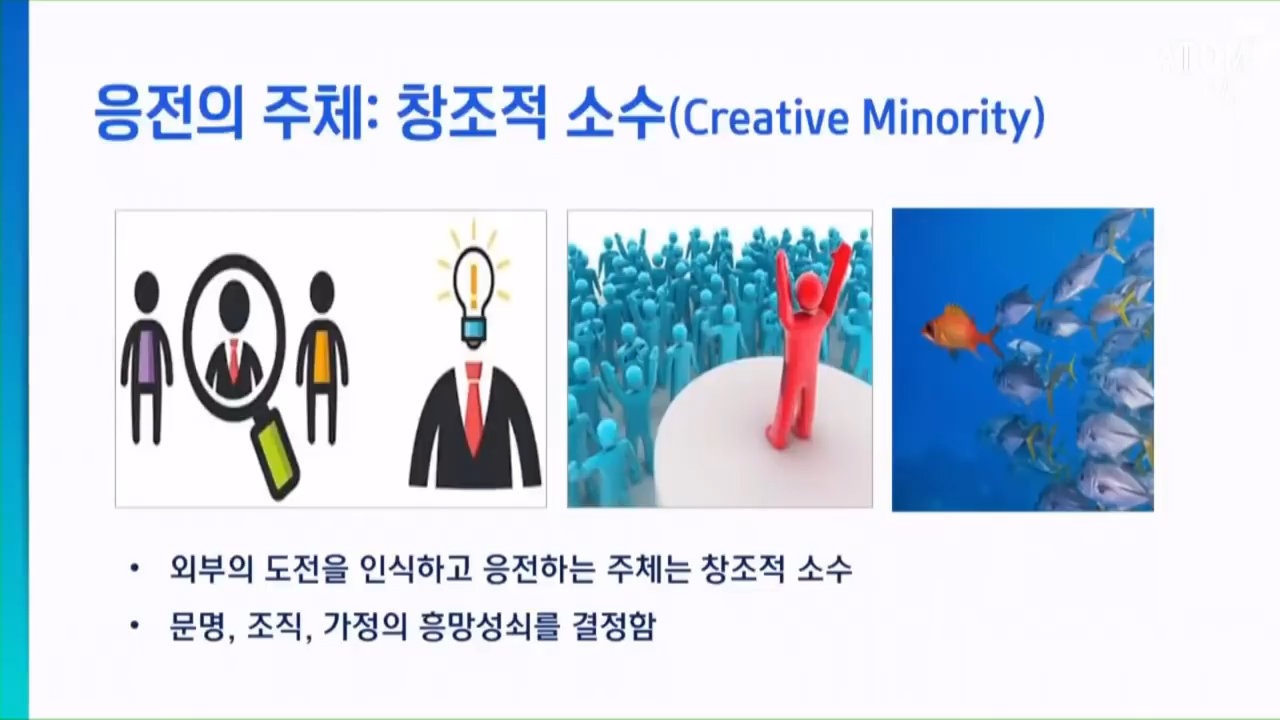 응전의 주체: 창조적 소수(Creative Minority)
• 외부의 도전을 인식하고 응전하는 주체는 창조적 소수
• 문명, 조직, 가정의 흥망성쇠를 결정함